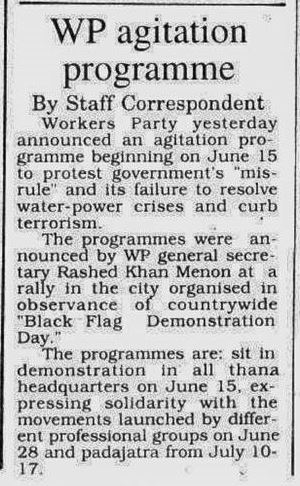 WP agitation
programme
By Staff Correspondent
Workers Party yesterday
announced an agitation pro-
gramme beginning on June 15
to protest government's "mis-
rule" and its failure to resolve
water-power crises and curb
terrorism.
The programmes were an-
nounced by WP general secre-
tary Rashed Khan Menon at a
rally in the city organised in
observance of countrywide
"Black Flag Demonstration
Day."
The programmes are: sit in
demonstration in all thana
headquarters on June 15, ex-
pressing solidarity with the
movements launched by differ-
ent professional groups on June
28 and padajatra from July 10-
17.